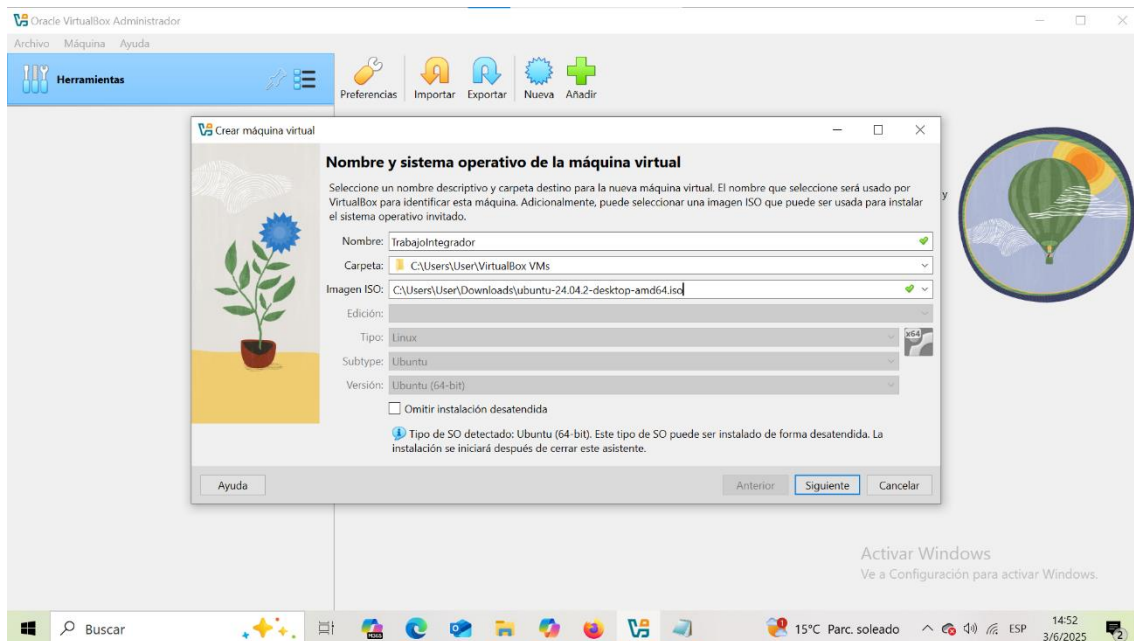 Oracle VirtualBox Administrador
Archivo Máquina Ayuda
Herramientas
Preferencias Importar Exportar Nueva Añadir
Crear máquina virtual
Nombre y sistema operativo de la máquina virtual
Seleccione un nombre descriptivo y carpeta destino para la nueva máquina virtual. El nombre que seleccione será usado por
VirtualBox para identificar esta máquina. Adicionalmente, puede seleccionar una imagen ISO que puede ser usada para instalar
el sistema operativo invitado.
y
Nombre: TrabajoIntegrador
Carpeta: C:\Users\User\VirtualBox VMs
Imagen ISO: C:\Users\User\Downloads\ubuntu-24.04.2-desktop-amd64.iso
Edición:
Tipo: Linux
x64
Subtype: Ubuntu
Versión: Ubuntu (64-bit)
Omitir instalación desatendida
Tipo de SO detectado: Ubuntu (64-bit). Este tipo de SO puede ser instalado de forma desatendida. La
instalación se iniciará después de cerrar este asistente.
Ayuda Anterior Siguiente Cancelar
Activar Windows
Ve a Configuración para activar Windows.
Buscar 15°C Parc. soleado ESP 14:52
3/6/2025
2